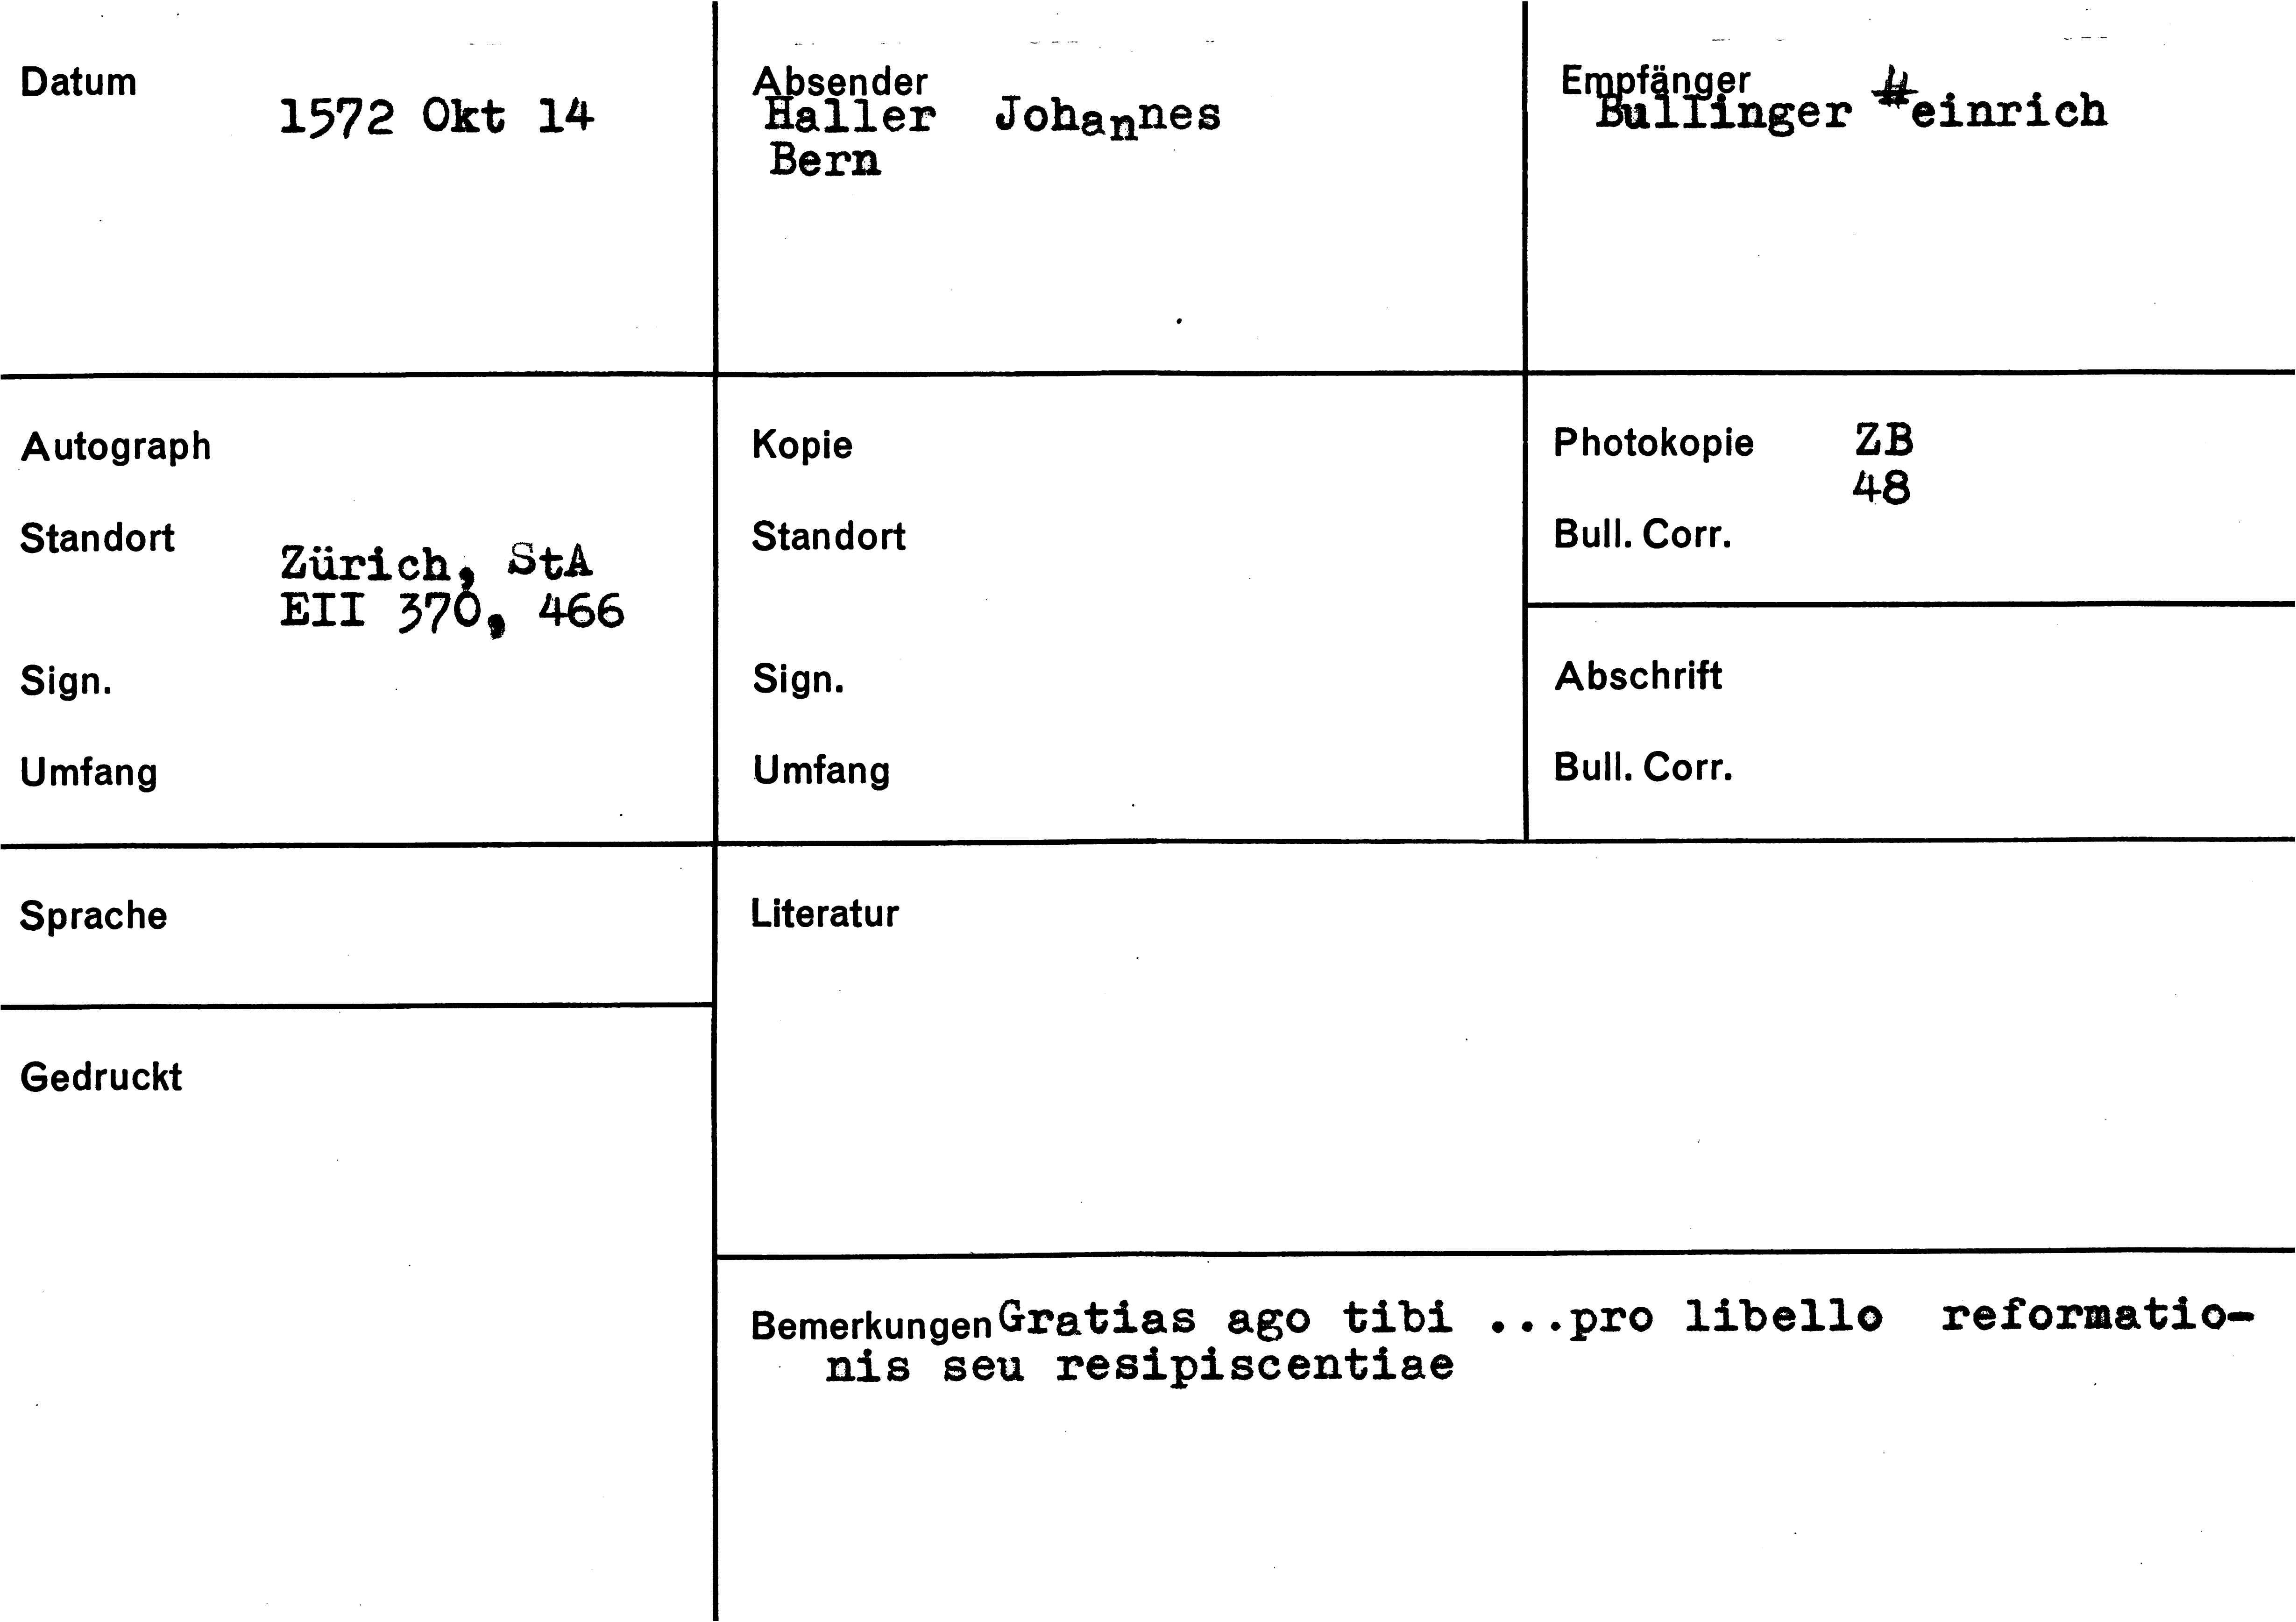 Datum
1572 Okt 14
Absender
Haller Johannes
Bern
Empfänger
Bullinger Heinrich
Autograph
Standort
Zürich, StA
EII 370, 466
Sign.
Umfang
Kopie
Standort
Sign.
Umfang
Photokopie ZB
48
Bull. Corr.
Abschrift
Bull. Corr.
Sprache
Gedruckt
Literatur
Bemerkungen Gratias ago tibi ...pro libello reformatio-
nis seu resipiscentiae